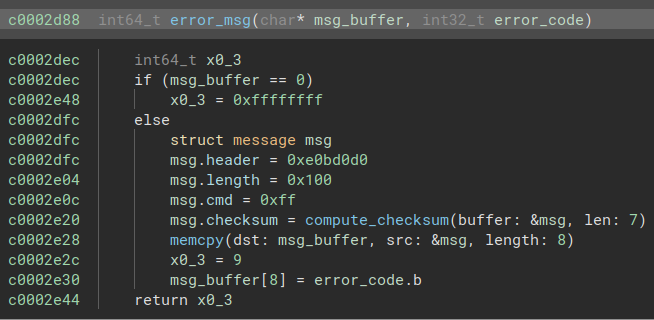 c0002d88 int64_t error_msg(char* msg_buffer, int32_t error_code)
c0002dec int64_t x0_3
c0002dec if (msg_buffer == 0)
c0002e48 x0_3 = 0xffffffff
c0002dfc else
c0002dfc struct message msg
c0002dfc msg.header = 0xe0bd0d0
c0002e04 msg.length = 0x100
c0002e0c msg.cmd = 0xff
c0002e20 msg.checksum = compute_checksum(buffer: &msg, len: 7)
c0002e28 memcpy(dst: msg_buffer, src: &msg, length: 8)
c0002e2c x0_3 = 9
c0002e30 msg_buffer[8] = error_code.b
c0002e44 return x0_3